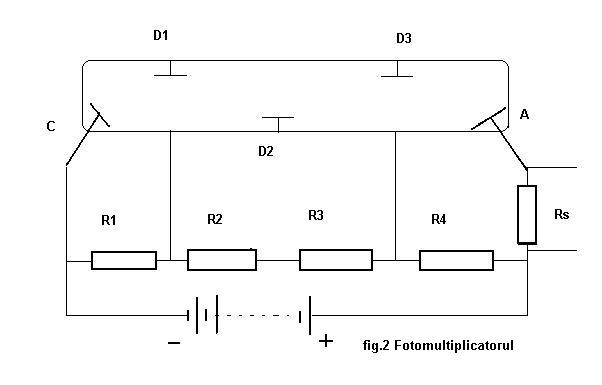 D1
D3
C
A
D2
R1
R2
R3
R4
Rs
− +
fig.2 Fotomultiplicatorul